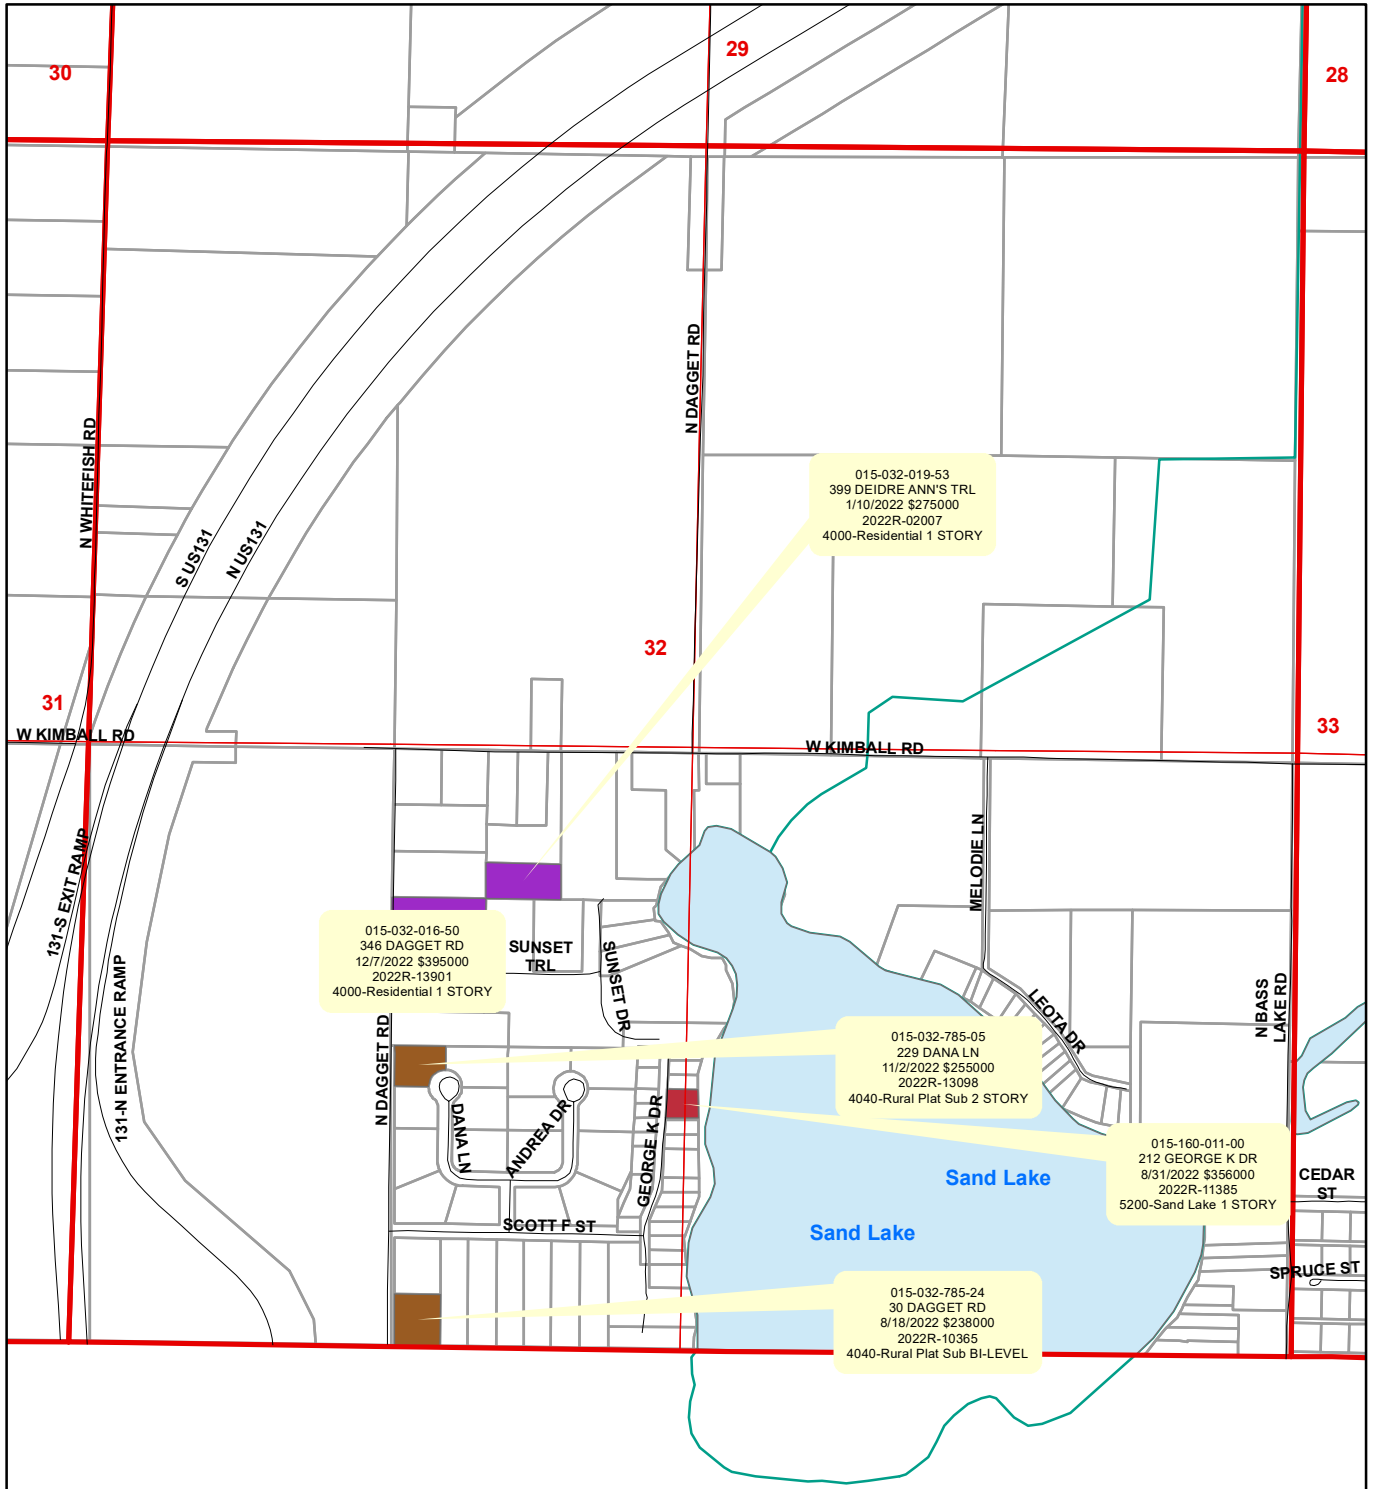 29
30
28
N WHITEFISH RD
S US131
N US131
N DAGGET RD
015-032-019-53
399 DEIDRE ANN'S TRL
1/10/2022 $275000
2022R-02007
4000-Residential 1 STORY
32
31
33
W KIMBALL RD
W KIMBALL RD
131-S EXIT RAMP
131-N ENTRANCE RAMP
MELODIE LN
015-032-016-50
346 DAGGET RD
12/7/2022 $395000
2022R-13901
4000-Residential 1 STORY
SUNSET
TRL
SUNSET DR
LEOTA DR
N BASS
LAKE RD
N DAGGET RD
015-032-785-05
229 DANA LN
11/2/2022 $255000
2022R-13098
4040-Rural Plat Sub 2 STORY
DANA LN
ANDREA DR
GEORGE K DR
015-160-011-00
212 GEORGE K DR
8/31/2022 $356000
2022R-11385
5200-Sand Lake 1 STORY
Sand Lake
CEDAR
ST
SCOTT F ST
Sand Lake
SPRUCE ST
015-032-785-24
30 DAGGET RD
8/18/2022 $238000
2022R-10365
4040-Rural Plat Sub BI-LEVEL